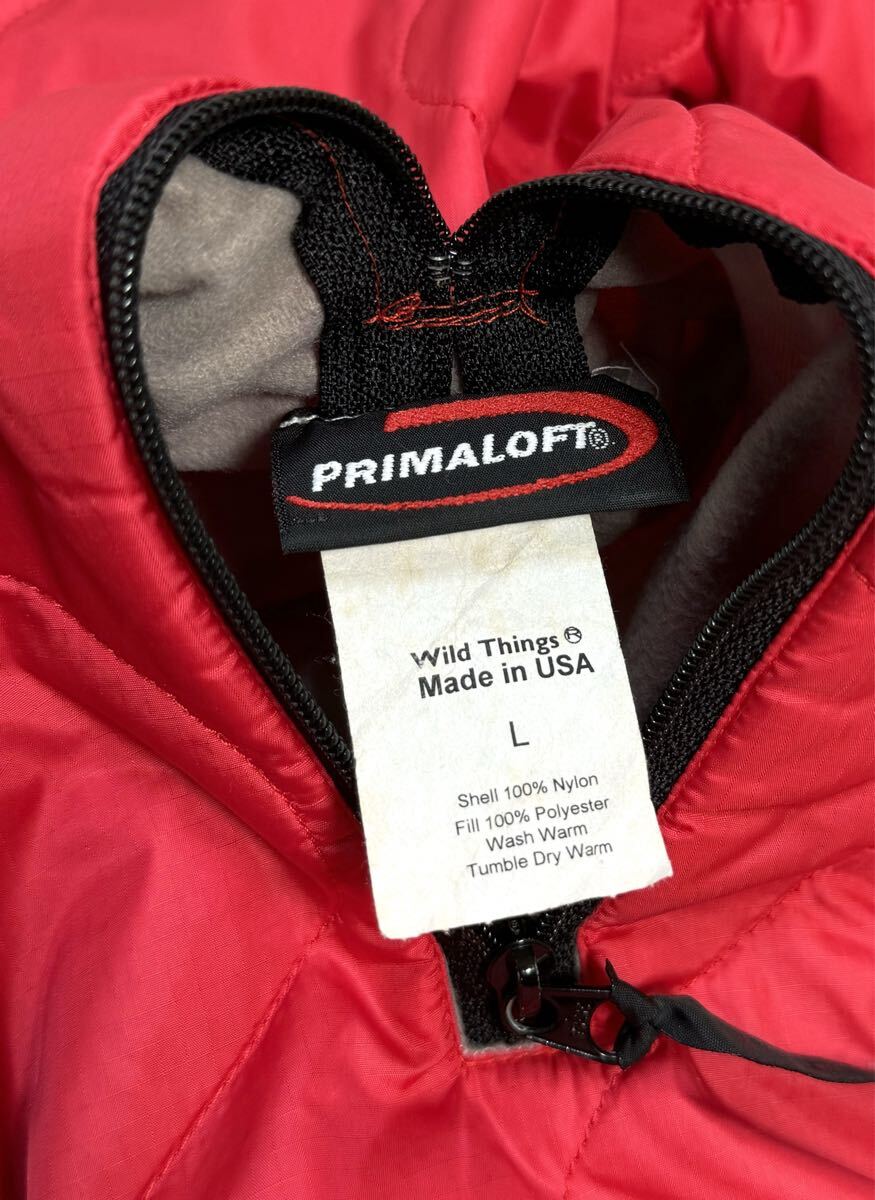 PRIMALOFT®
Wild Things®
Made in USA
L
Shell 100% Nylon
Fill 100% Polyester
Wash Warm
Tumble Dry Warm